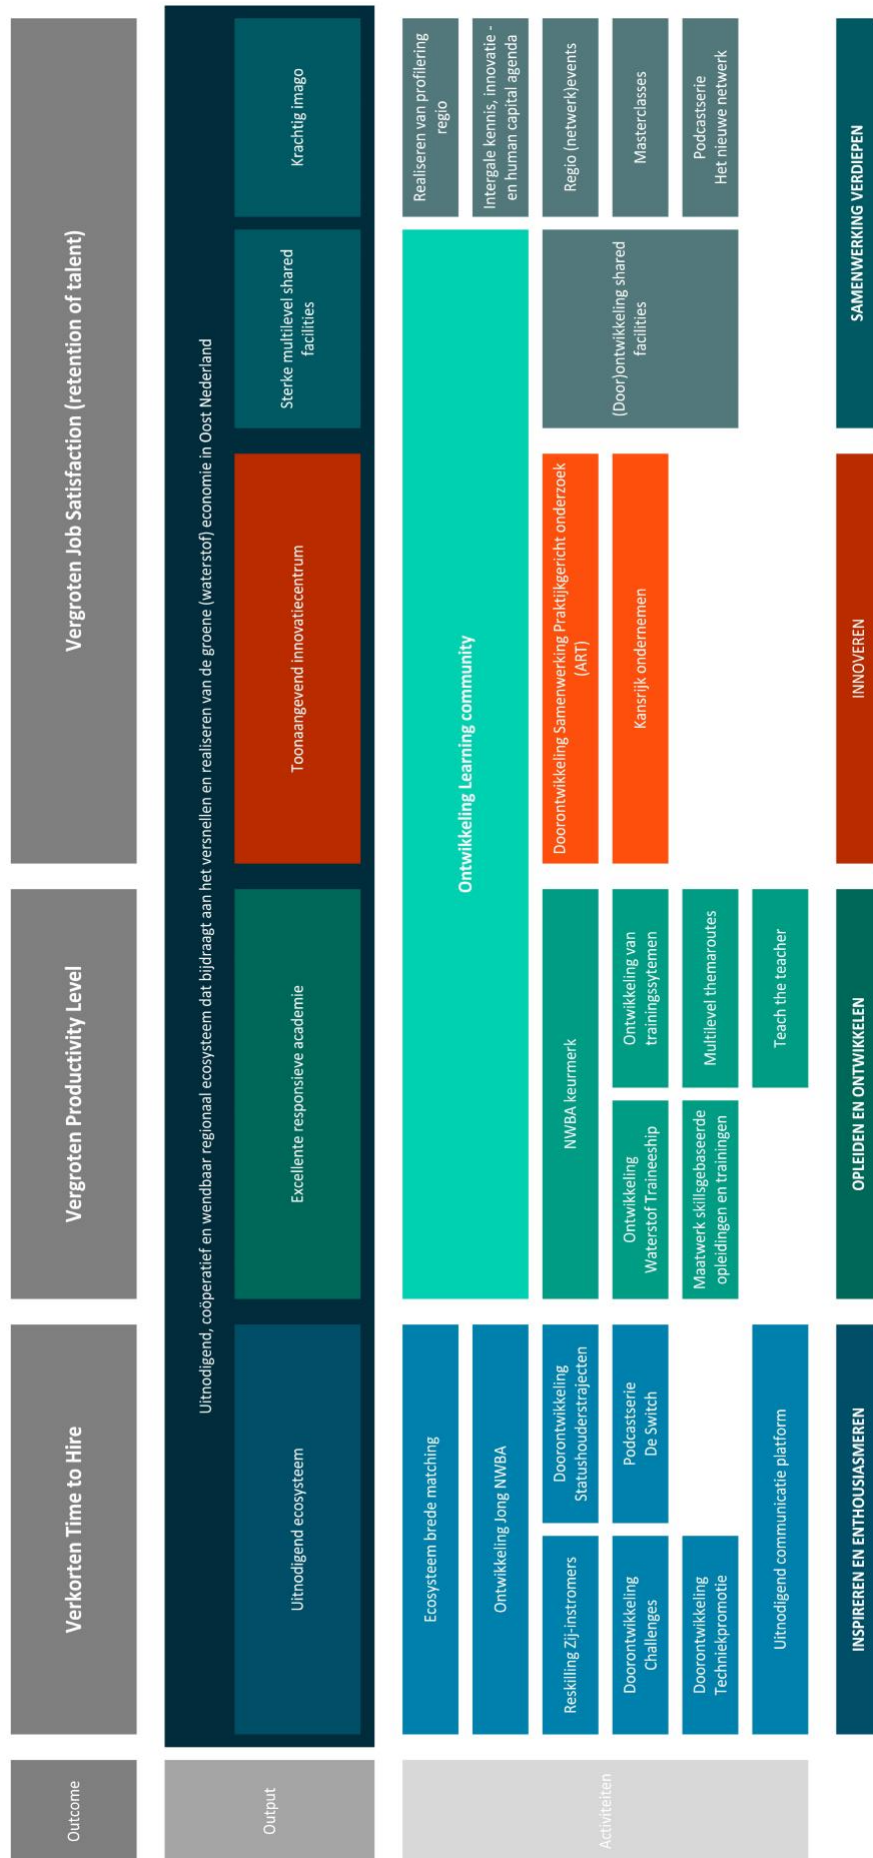 Outcome
Verkorten Time to Hire
Vergroten Productivity Level
Vergroten Job Satisfaction (retention of talent)
Output
Uitnodigend, coöperatief en wendbaar regionaal ecosysteem dat bijdraagt aan het versnellen en realiseren van de groene (waterstof) economie in Oost Nederland
Uitnodigend ecosysteem
Excellente responsieve academie
Toonaangevend innovatiecentrum
Sterke multilevel shared
facilities
Krachtig imago
Activiteiten
Ecosysteem brede matching
Ontwikkeling Jong NWBA
Reskilling Zij-instromers
Doorontwikkeling
Statushouderstrajecten
Doorontwikkeling
Challenges
Podcastserie
De Switch
Doorontwikkeling
Techniekpromotie
Uitnodigend communicatie platform
Ontwikkeling Learning community
NWBA keurmerk
Ontwikkeling
Waterstof Traineeship
Ontwikkeling van
trainingssytemen
Maatwerk skillsgebaseerde
opleidingen en trainingen
Multilevel themaroutes
Teach the teacher
Doorontwikkeling Samenwerking Praktijkgericht onderzoek
(ART)
Kansrijk ondernemen
(Door)ontwikkeling shared
facilities
Realiseren van profilering
regio
Intergale kennis, innovatie -
en human capital agenda
Regio (netwerk)events
Masterclasses
Podcastserie
Het nieuwe netwerk
INSPIREREN EN ENTHOUSIASMEREN
OPLEIDEN EN ONTWIKKELEN
INNOVEREN
SAMENWERKING VERDIEPEN